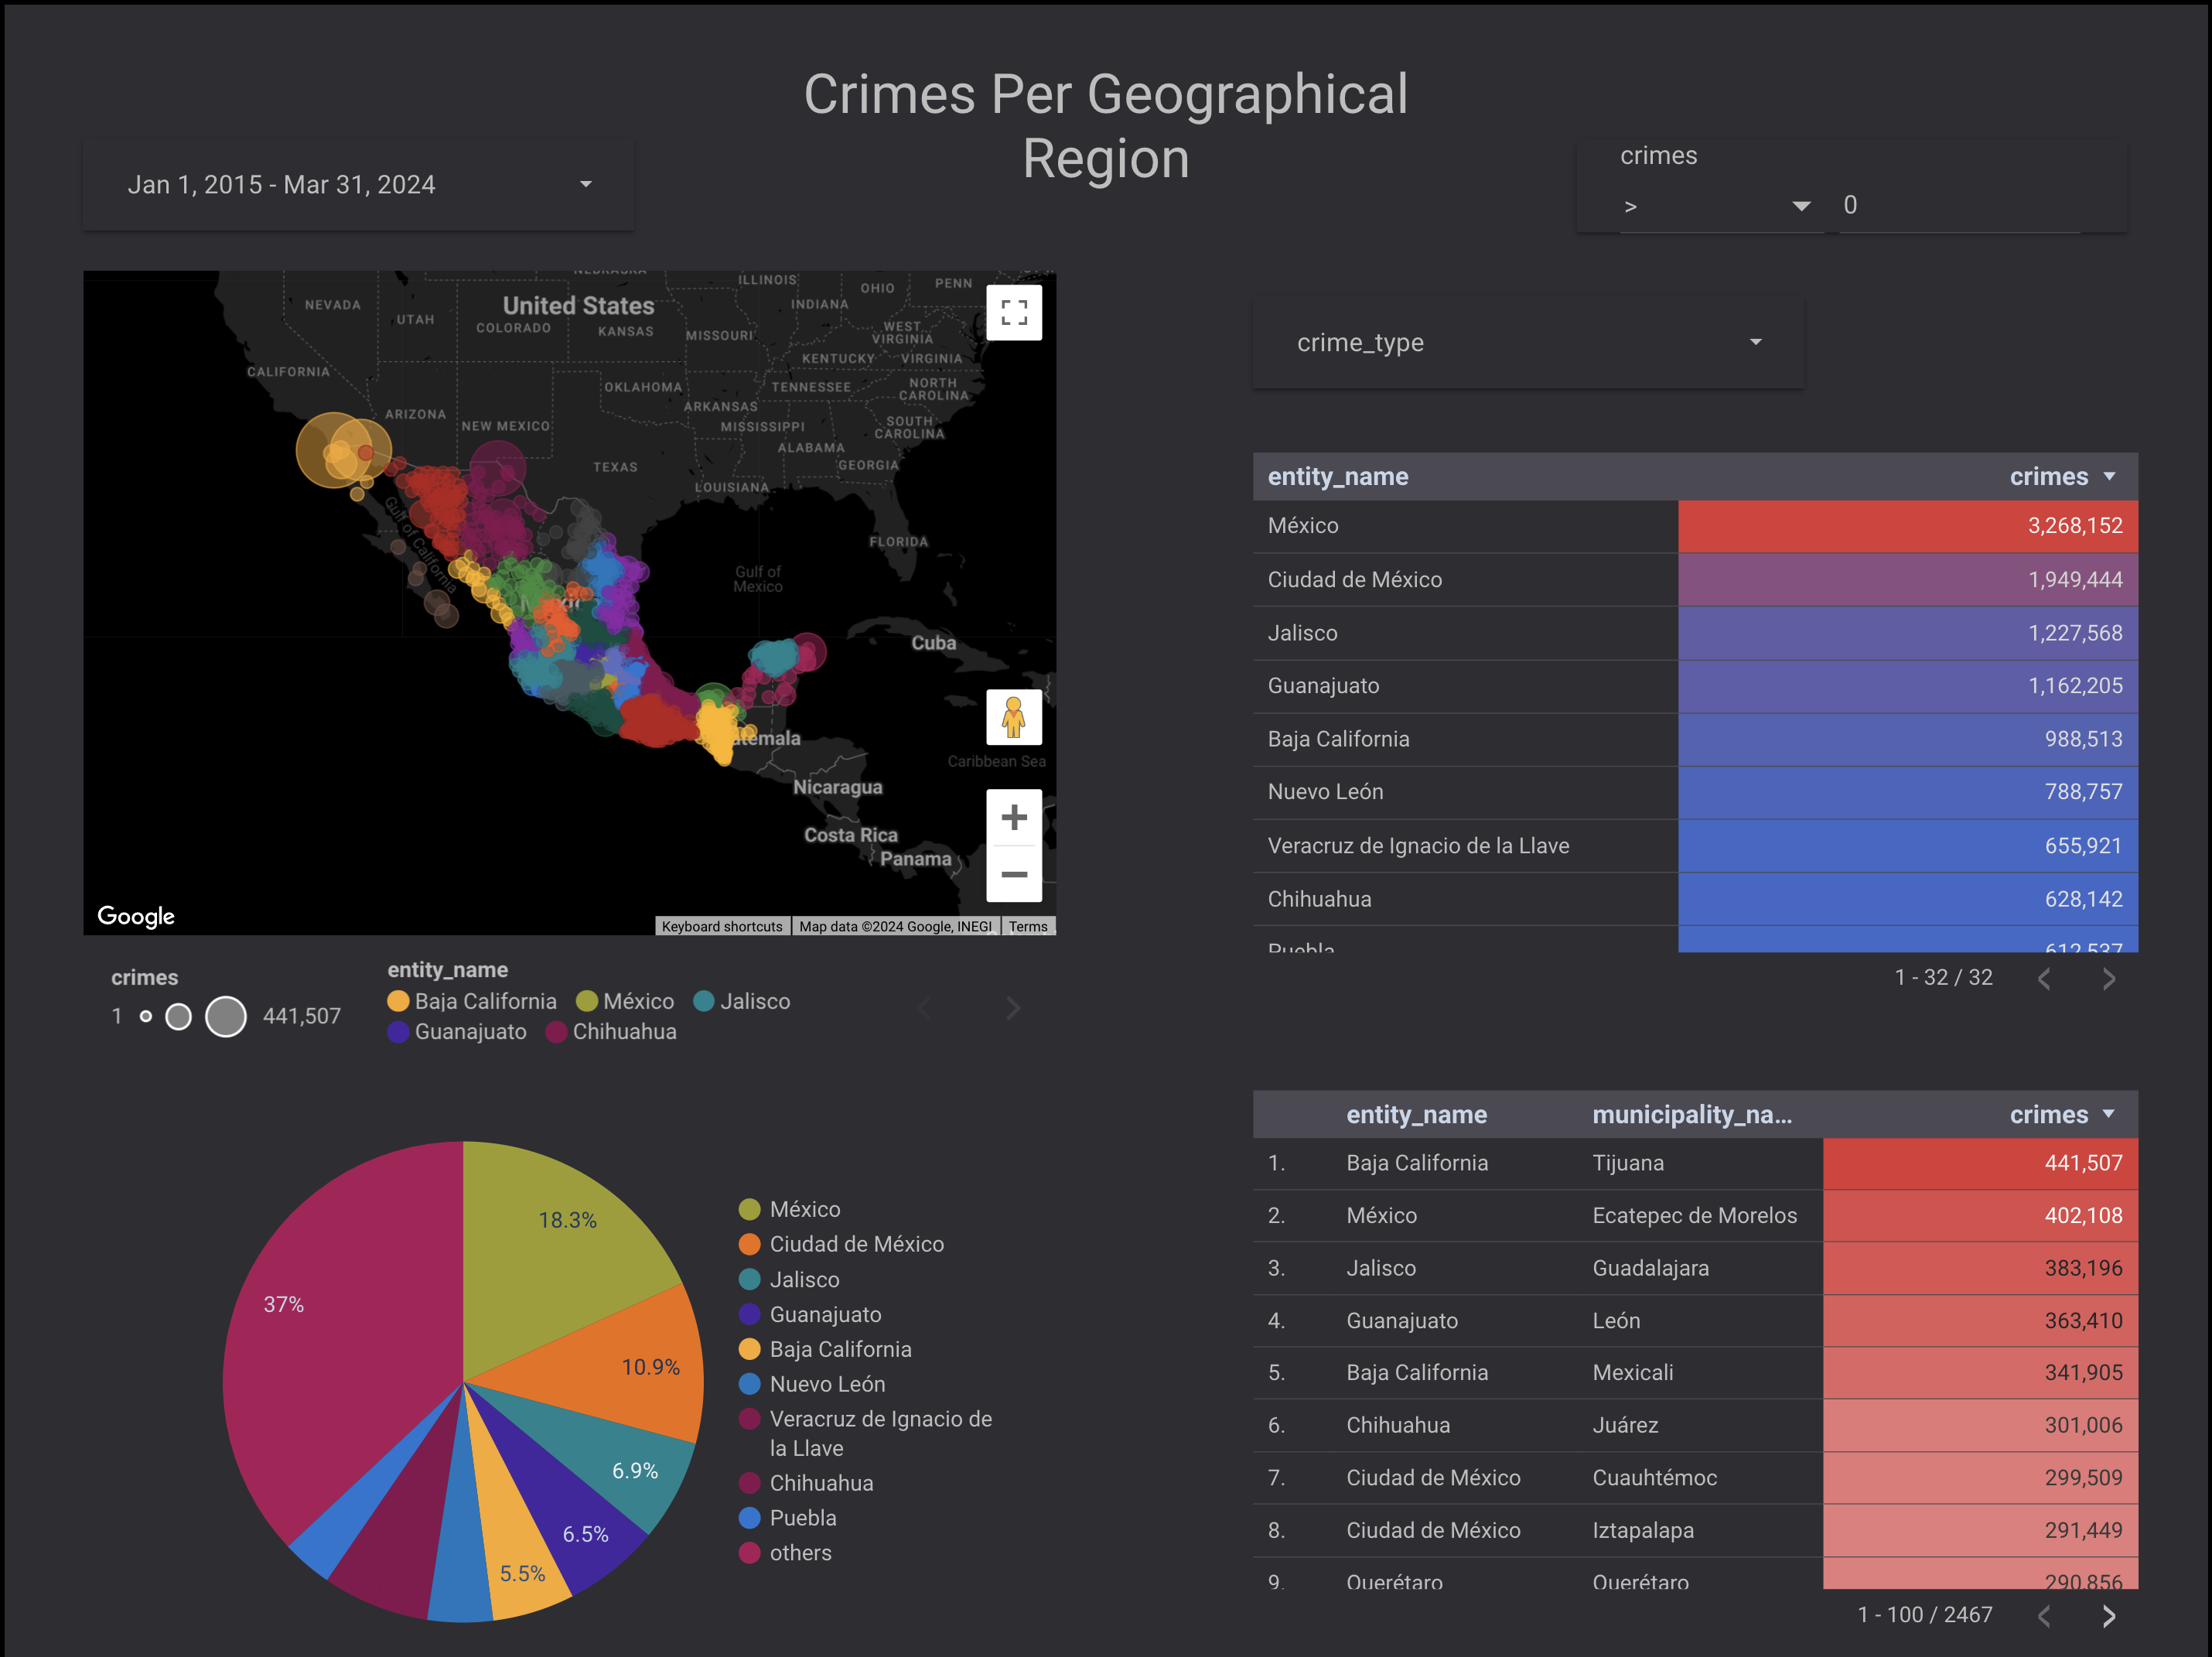 Crimes Per Geographical
Region
Jan 1, 2015 - Mar 31, 2024
crimes
>
0
crime_type
NEBRASKA
ILLINOIS
OHIO
PENN
NEVADA
United States
INDIANA
UTAH
COLORADO
KANSAS
MISSOURI
WEST
VIRGINIA
KENTUCKY
VIRGINIA
CALIFORNIA
OKLAHOMA
TENNESSEE
NORTH
CAROLINA
ARIZONA
ARKANSAS
NEW MEXICO
MISSISSIPPI
SOUTH
CAROLINA
ALABAMA
TEXAS
GEORGIA
LOUISIANA
Gulf of California
FLORIDA
Gulf of
Mexico
Cuba
atemala
Caribbean Sea
Nicaragua
Costa Rica
Panama
Google
Keyboard shortcuts
Map data ©2024 Google, INEGI
Terms
crimes
1
441,507
entity_name
Baja California México Jalisco
Guanajuato Chihuahua
entity_name crimes
México 3,268,152
Ciudad de México 1,949,444
Jalisco 1,227,568
Guanajuato 1,162,205
Baja California 988,513
Nuevo León 788,757
Veracruz de Ignacio de la Llave 655,921
Chihuahua 628,142
Puebla 612,537
1 - 32 / 32
18.3%
10.9%
6.9%
6.5%
5.5%
37%
México
Ciudad de México
Jalisco
Guanajuato
Baja California
Nuevo León
Veracruz de Ignacio de
la Llave
Chihuahua
Puebla
others
entity_name municipality_na... crimes
1. Baja California Tijuana 441,507
2. México Ecatepec de Morelos 402,108
3. Jalisco Guadalajara 383,196
4. Guanajuato León 363,410
5. Baja California Mexicali 341,905
6. Chihuahua Juárez 301,006
7. Ciudad de México Cuauhtémoc 299,509
8. Ciudad de México Iztapalapa 291,449
9. Querétaro Querétaro 290,856
1 - 100 / 2467